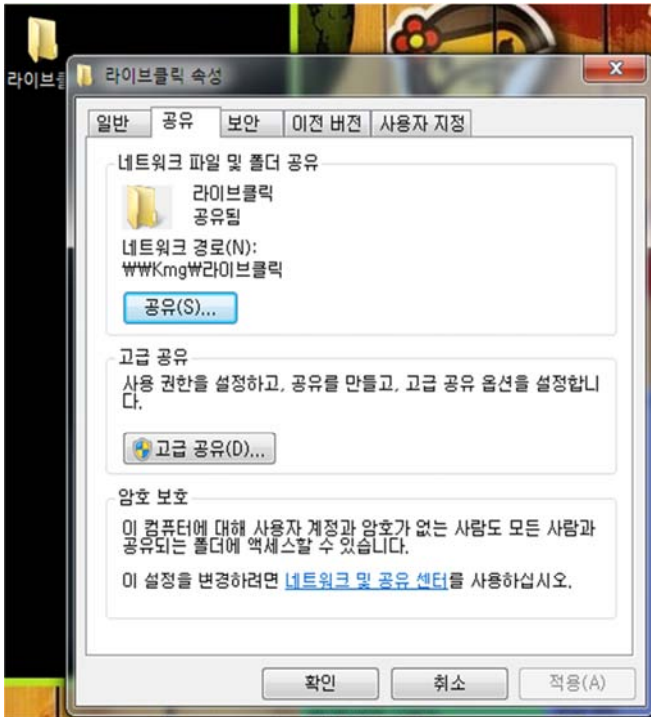 라이브클릭 속성
일반 공유 보안 이전 버전 사용자 지정
네트워크 파일 및 폴더 공유
라이브클릭
공유됨
네트워크 경로(N):
₩₩Kmg₩라이브클릭
공유(S)...
고급 공유
사용 권한을 설정하고, 공유를 만들고, 고급 공유 옵션을 설정합니
다.
고급 공유(D)...
암호 보호
이 컴퓨터에 대해 사용자 계정과 암호가 없는 사람도 모든 사람과
공유되는 폴더에 액세스할 수 있습니다.
이 설정을 변경하려면 네트워크 및 공유 센터를 사용하십시오.
확인 취소 적용(A)